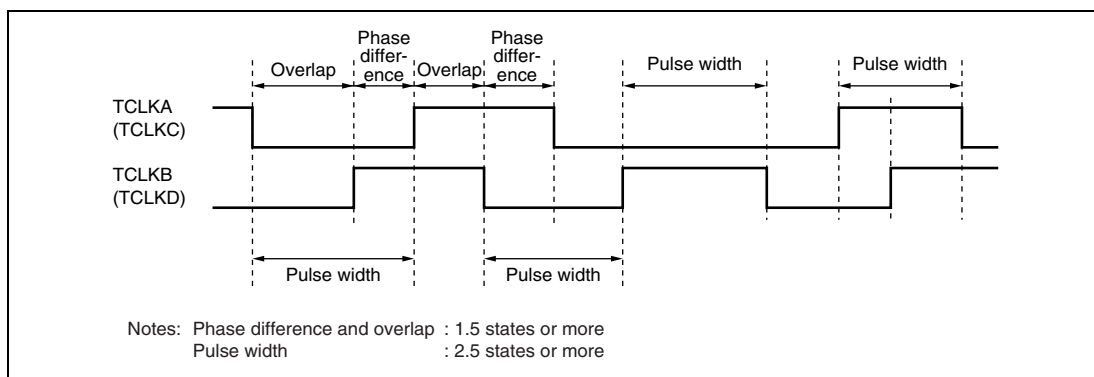 Phase
differ-
ence
Phase
differ-
ence
Overlap
Overlap
Pulse width
Pulse width
TCLKA
(TCLKC)
TCLKB
(TCLKD)
Pulse width
Pulse width
Notes: Phase difference and overlap : 1.5 states or more
Pulse width : 2.5 states or more